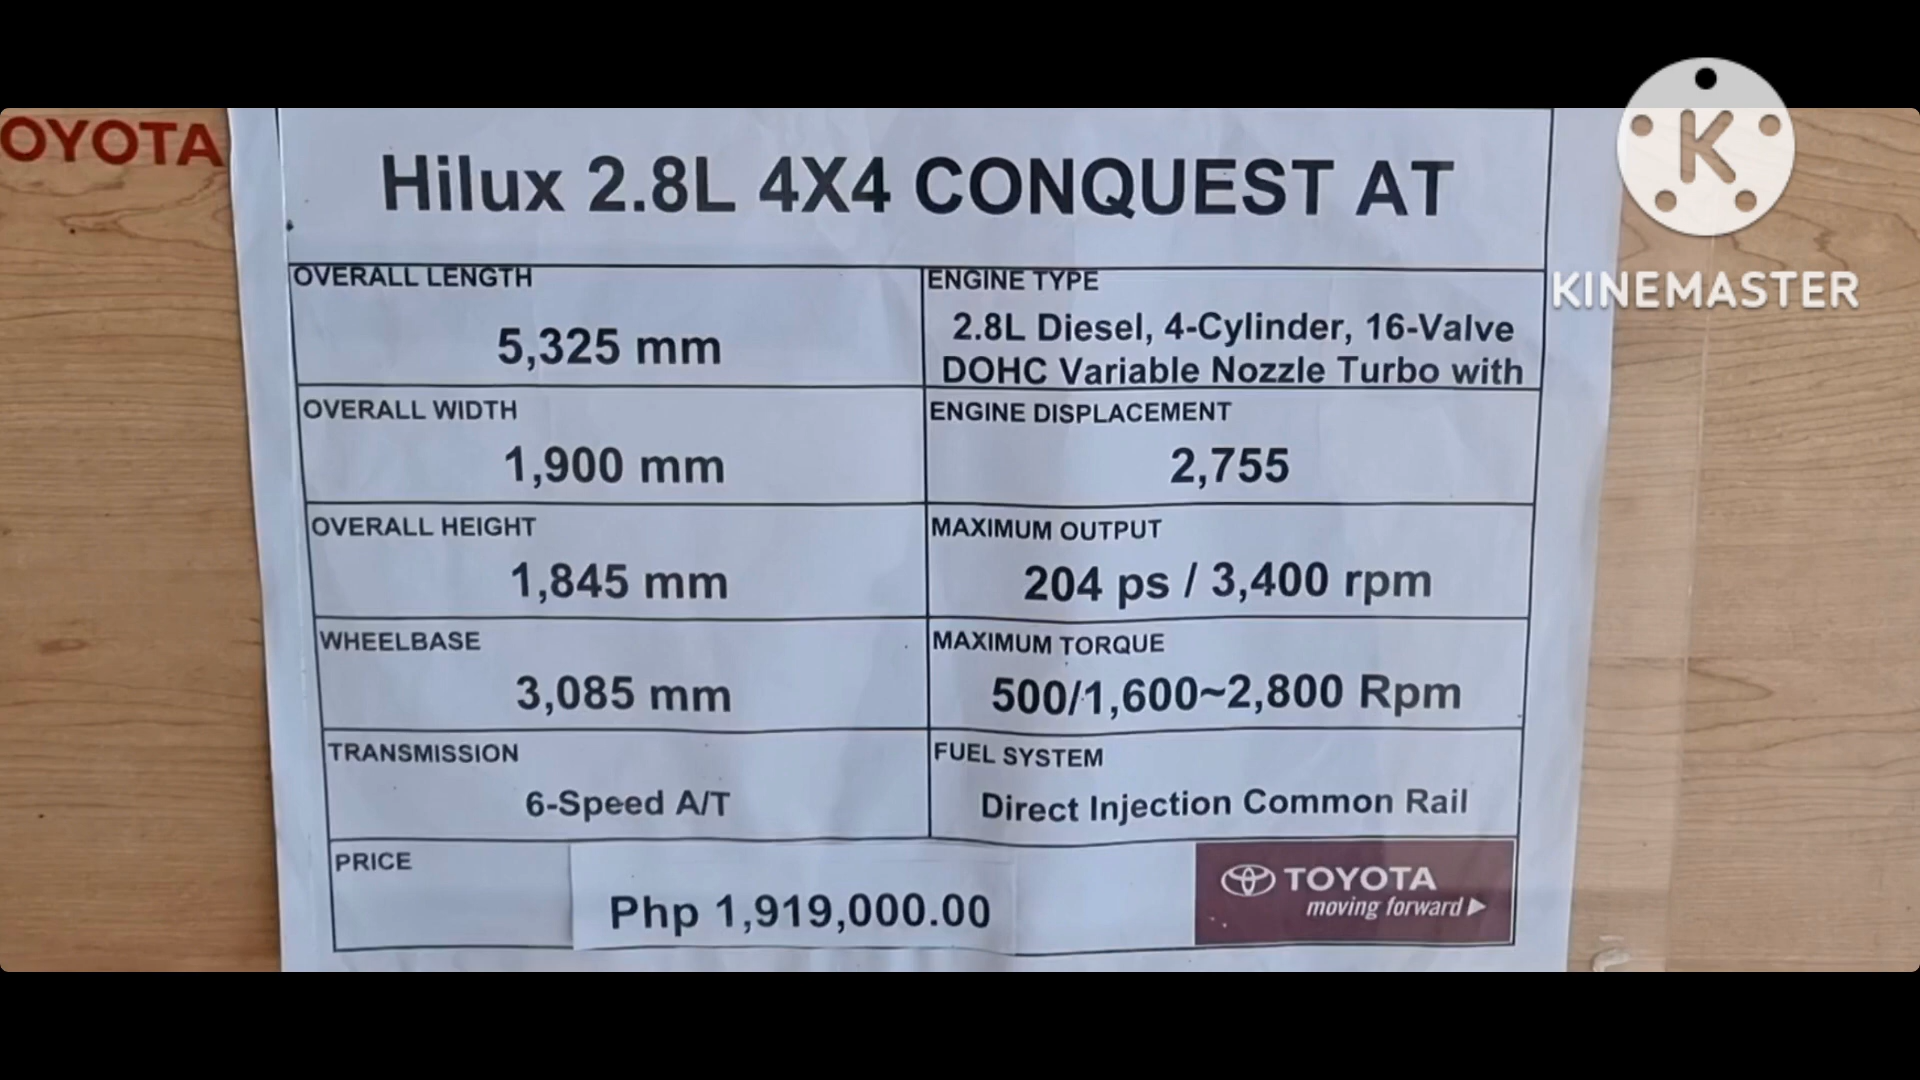 OYOTA
Hilux 2.8L 4X4 CONQUEST AT
KINEMASTER
OVERALL LENGTH
5,325 mm
ENGINE TYPE
2.8L Diesel, 4-Cylinder, 16-Valve
DOHC Variable Nozzle Turbo with
OVERALL WIDTH
1,900 mm
ENGINE DISPLACEMENT
2,755
OVERALL HEIGHT
1,845 mm
MAXIMUM OUTPUT
204 ps / 3,400 rpm
WHEELBASE
3,085 mm
MAXIMUM TORQUE
500/1,600~2,800 Rpm
TRANSMISSION
6-Speed A/T
FUEL SYSTEM
Direct Injection Common Rail
PRICE
Php 1,919,000.00
TOYOTA
moving forward